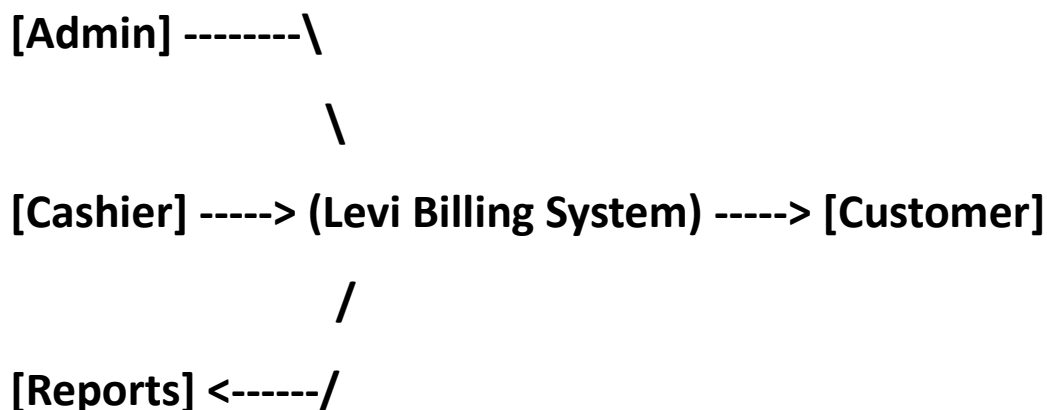 [Admin] --------\
\
[Cashier] -----> (Levi Billing System) -----> [Customer]
/
[Reports] <------/